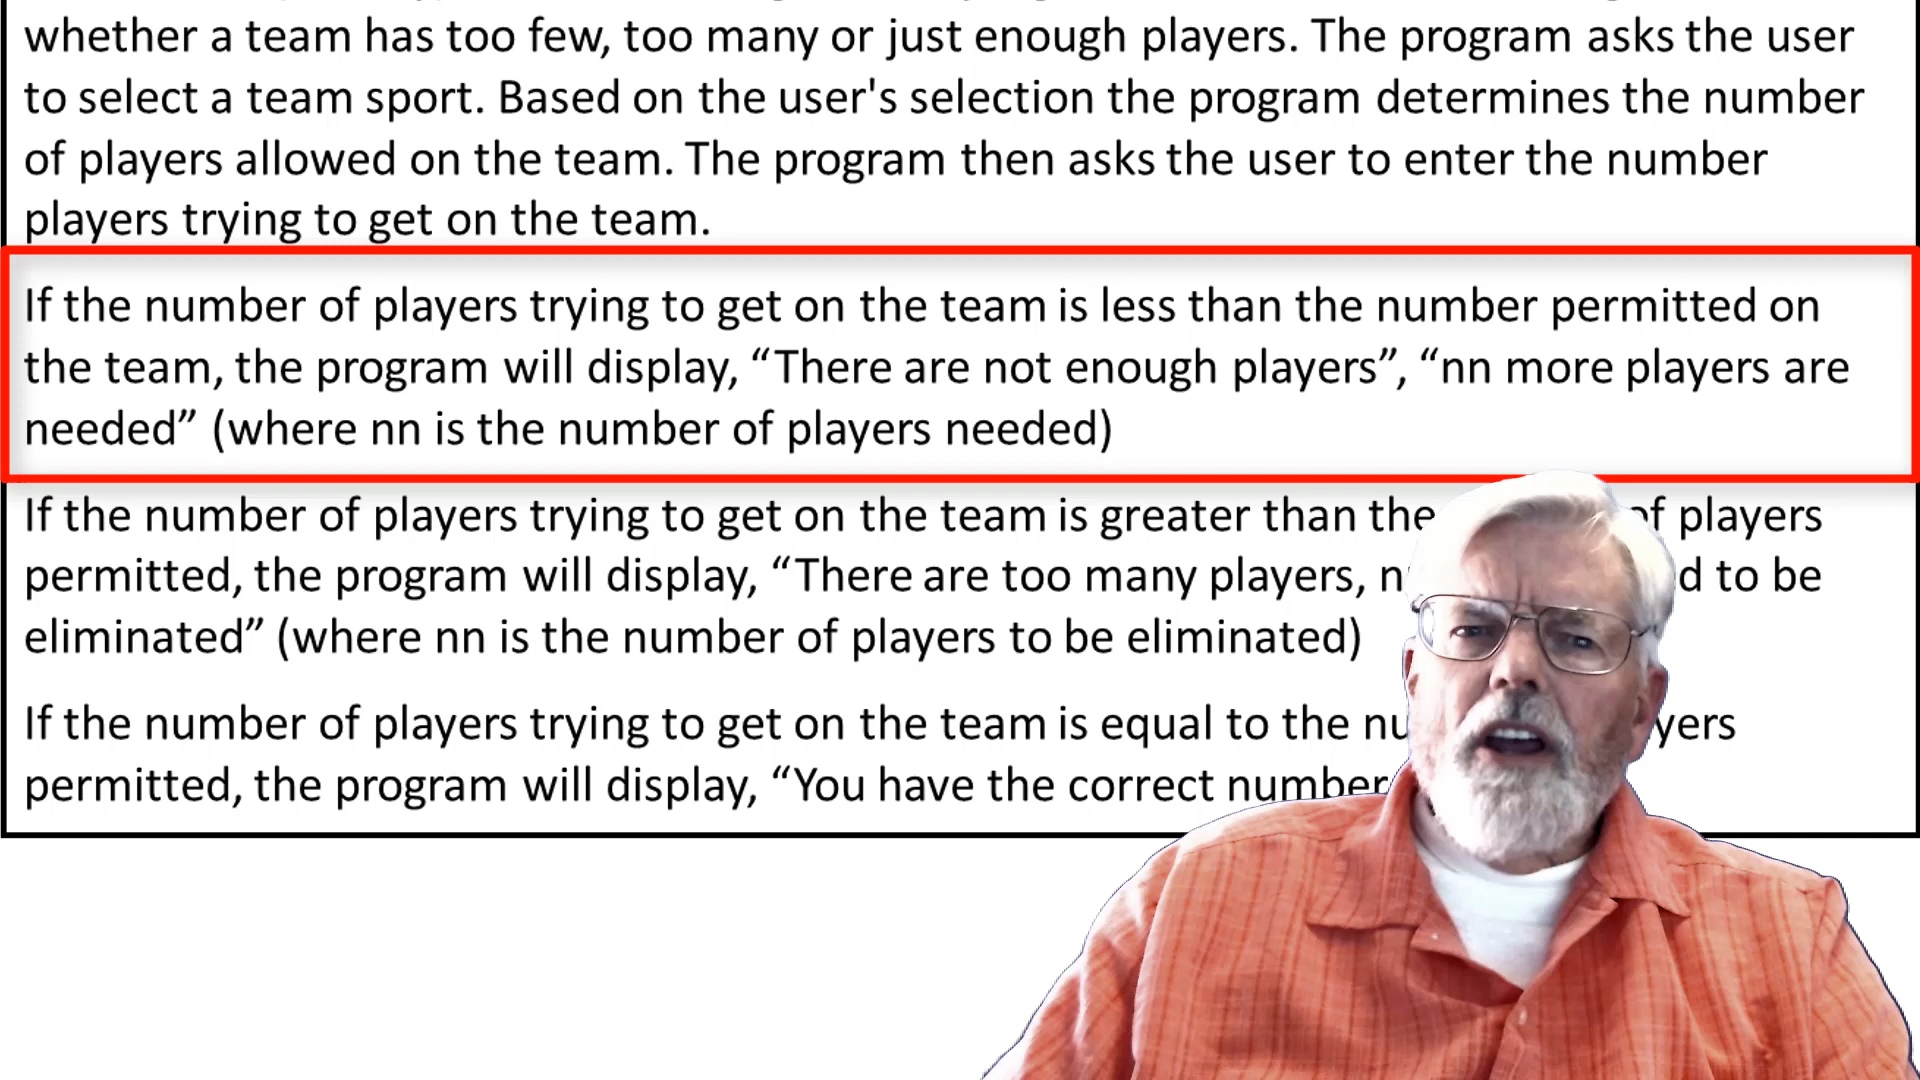 whether a team has too few, too many or just enough players. The program asks the user
to select a team sport. Based on the user's selection the program determines the number
of players allowed on the team. The program then asks the user to enter the number
players trying to get on the team.
If the number of players trying to get on the team is less than the number permitted on
the team, the program will display, “There are not enough players”, “nn more players are
needed” (where nn is the number of players needed)
If the number of players trying to get on the team is greater than the of players
permitted, the program will display, “There are too many players, to be
eliminated” (where nn is the number of players to be eliminated)
If the number of players trying to get on the team is equal to the
permitted, the program will display, “You have the correct number